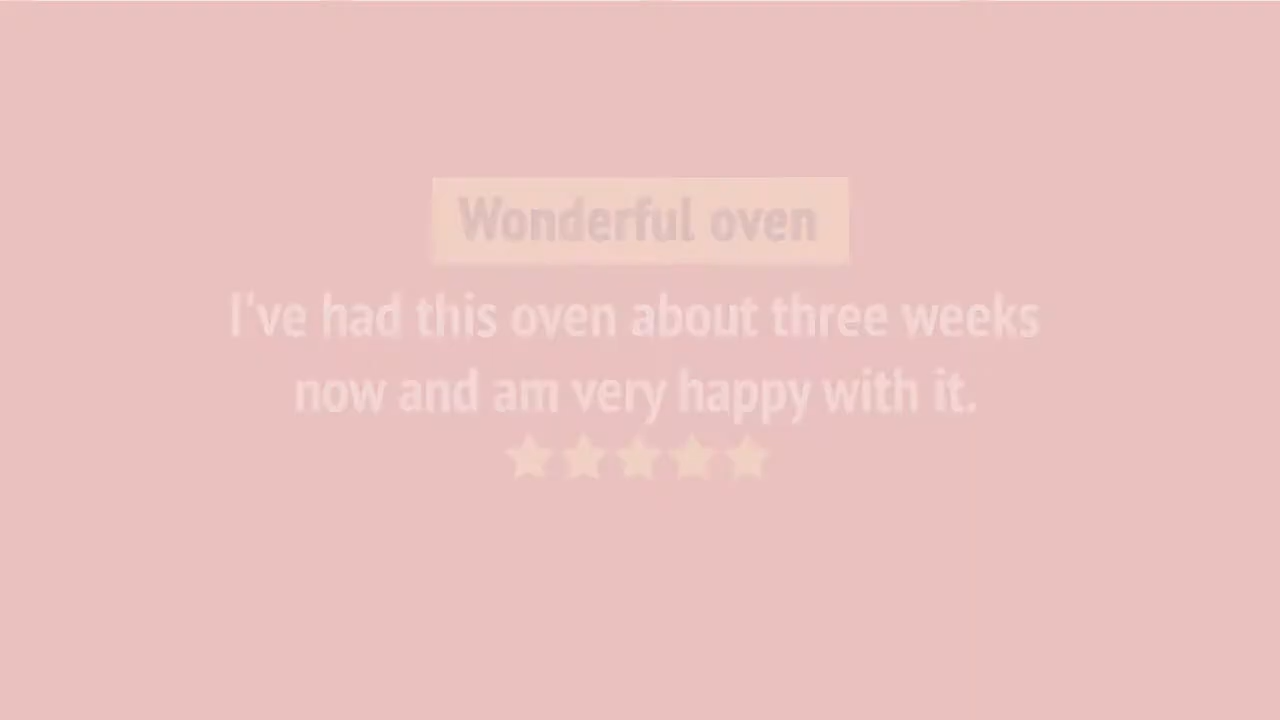 Wonderful oven
I've had this oven about three weeks
now and am very happy with it.